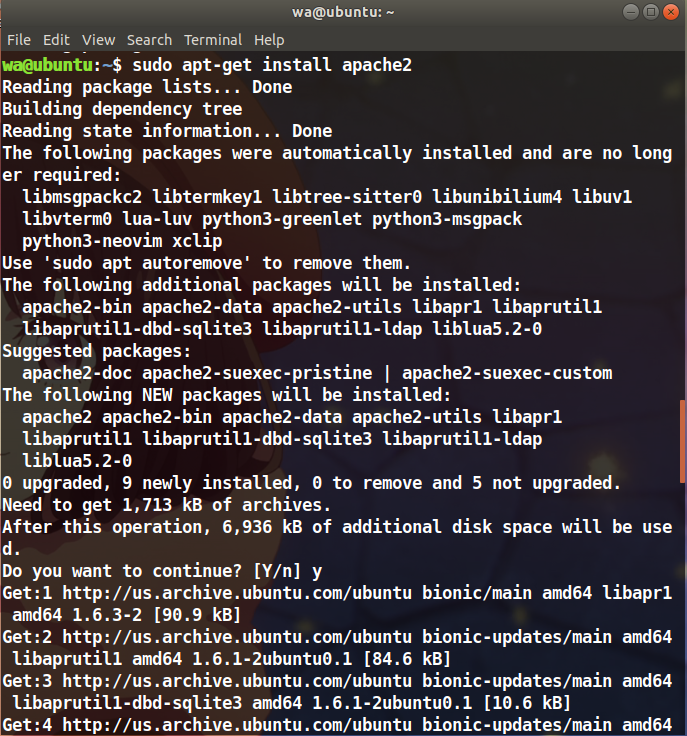 wa@ubuntu: ~
File Edit View Search Terminal Help
wa@ubuntu:~$ sudo apt-get install apache2
Reading package lists... Done
Building dependency tree
Reading state information... Done
The following packages were automatically installed and are no long
er required:
  libmsgpackc2 libtermkey1 libtree-sitter0 libunibilium4 libuv1
  libvterm0 lua-luv python3-greenlet python3-msgpack
  python3-neovim xclip
Use 'sudo apt autoremove' to remove them.
The following additional packages will be installed:
  apache2-bin apache2-data apache2-utils libapr1 libaprutil1
  libaprutil1-dbd-sqlite3 libaprutil1-ldap liblua5.2-0
Suggested packages:
  apache2-doc apache2-suexec-pristine | apache2-suexec-custom
The following NEW packages will be installed:
  apache2 apache2-bin apache2-data apache2-utils libapr1
  libaprutil1 libaprutil1-dbd-sqlite3 libaprutil1-ldap
  liblua5.2-0
0 upgraded, 9 newly installed, 0 to remove and 5 not upgraded.
Need to get 1,713 kB of archives.
After this operation, 6,936 kB of additional disk space will be use
d.
Do you want to continue? [Y/n] y
Get:1 http://us.archive.ubuntu.com/ubuntu bionic/main amd64 libapr1
 amd64 1.6.3-2 [90.9 kB]
Get:2 http://us.archive.ubuntu.com/ubuntu bionic-updates/main amd64
 libaprutil1 amd64 1.6.1-2ubuntu0.1 [84.6 kB]
Get:3 http://us.archive.ubuntu.com/ubuntu bionic-updates/main amd64
 libaprutil1-dbd-sqlite3 amd64 1.6.1-2ubuntu0.1 [10.6 kB]
Get:4 http://us.archive.ubuntu.com/ubuntu bionic-updates/main amd64